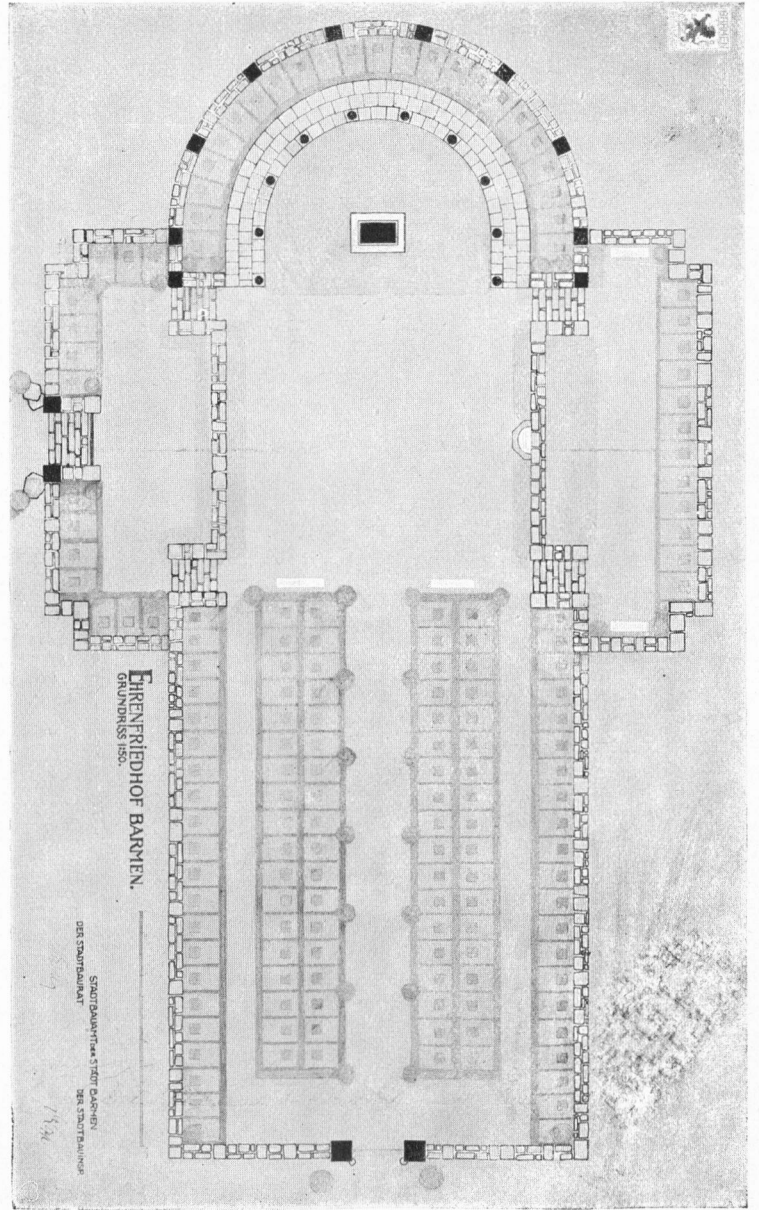 EHRENFRIEDHOF BARMEN.
GRUNDRISS 1:150.
STADTBAUAMT DER STADT BARMEN
DER STADTBAURAT
DER STADTBAUINSP.